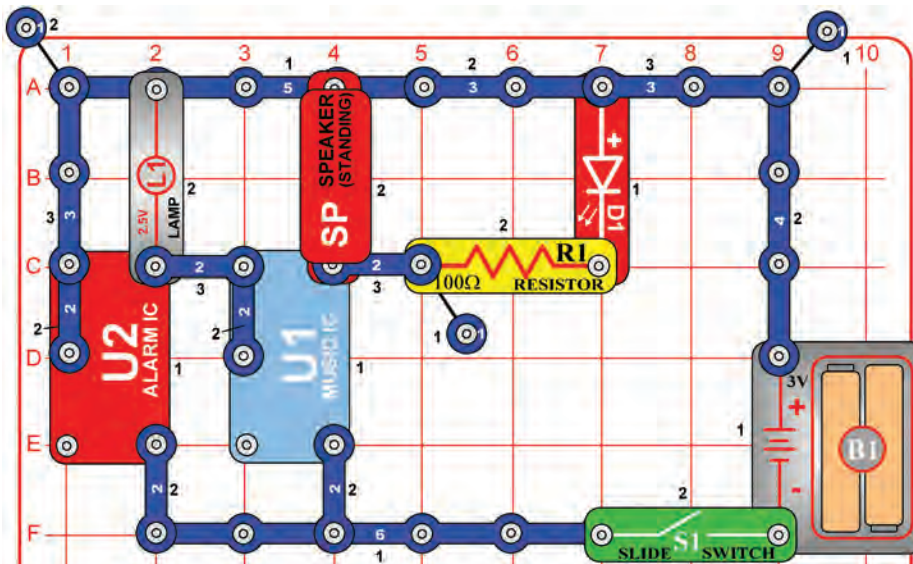 1 2
1 2 3 4 5 6 7 8 9 10
1 1
A 5 2 3 3 3
B 3 3 L1 2.5V LAMP 2 SP SPEAKER (STANDING) 2 + D1 1 4 2
C 2 3 2 3 2 R1 100Ω RESISTOR
D 2 2 2 2 1 1 3V
U2 ALARM IC 1 U1 MUSIC IC 1
E 1 + B1 -
2 2 2 2 2
F 6 1 S1 SLIDE SWITCH